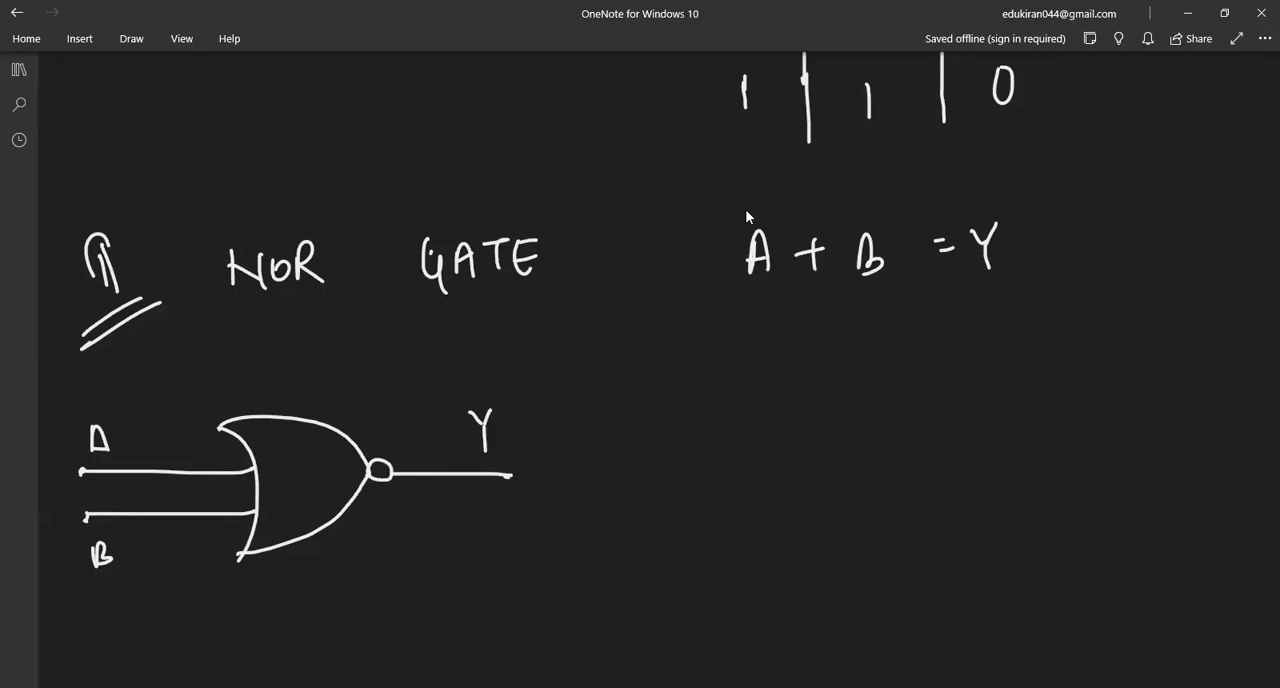 OneNote for Windows 10
edukiran044@gmail.com
Home Insert Draw View Help
Saved offline (sign in required) Share
1 | 1 | 0
NOR GATE
A + B = Y
A
Y
B